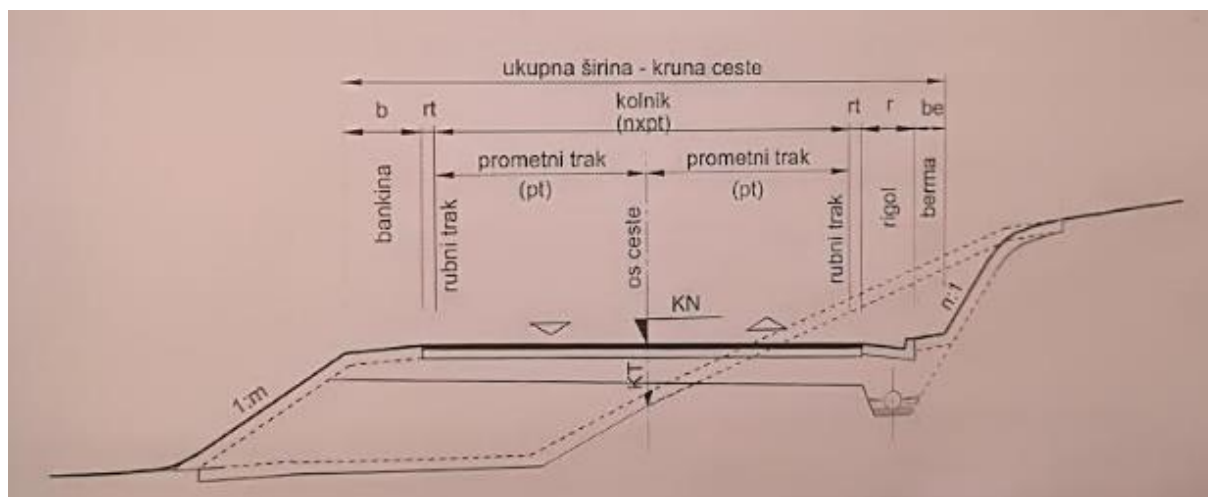 ukupna širina - kruna ceste
b
rt
kolnik
(nxpt)
rt
r
be
prometni trak
(pt)
prometni trak
(pt)
bankina
rubni trak
os ceste
rubni trak
rigol
berma
KN
n:1
KT
1:m